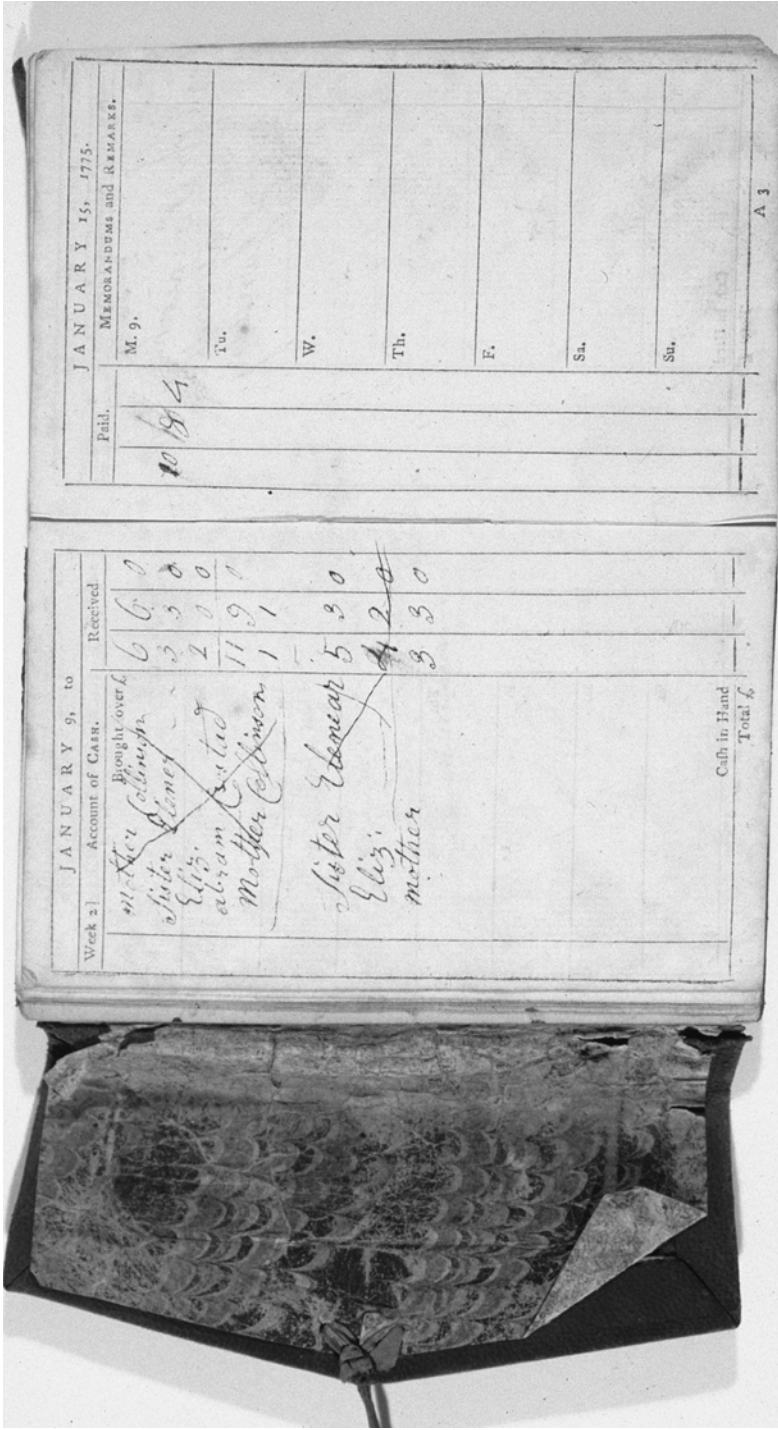 JANUARY 9, to
Week 2] Account of CASH. Received
Brought over £
mother Collinson 6 6 0
Sister Elener 3 3 0
Eliz: 2 0 0
abram 11 9 0
Mother Collinson 1 1
Sister Elenear 5 3 0
Eliz: 2 0
mother 3 3 0
Caſh in Hand
Total £
JANUARY 15, 1775.
Paid. MEMORANDUMS and REMARKS.
M. 9.
10 18 4
Tu.
W.
Th.
F.
Sa.
Su.
A 3